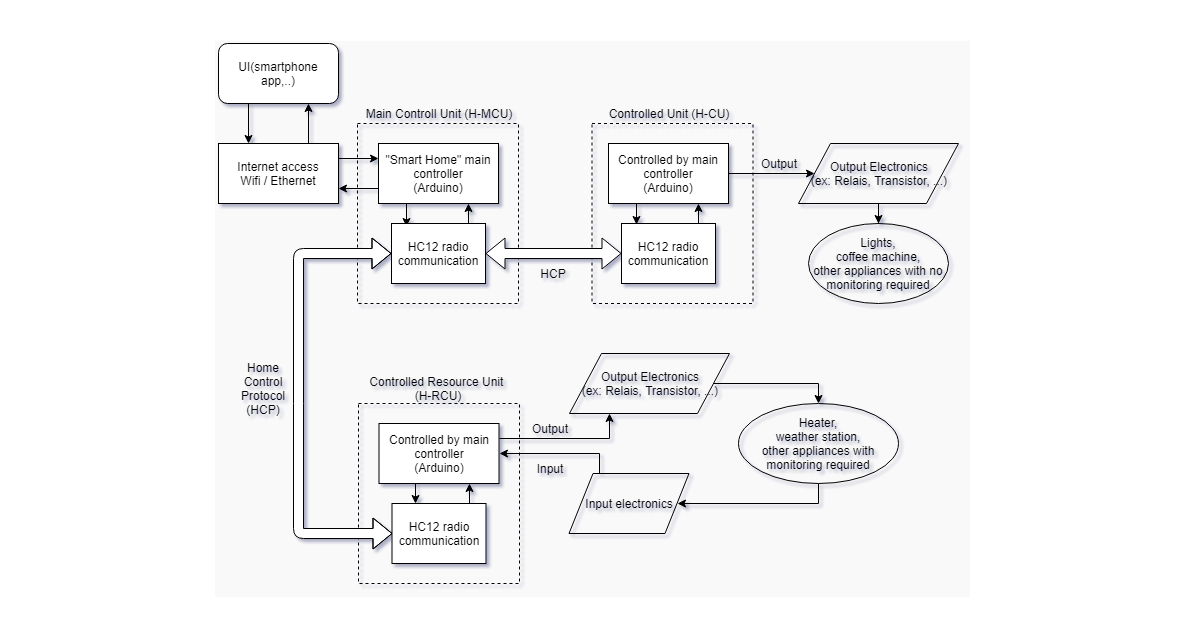 UI(smartphone
app,..)
Main Controll Unit (H-MCU)
Controlled Unit (H-CU)
Internet access
Wifi / Ethernet
"Smart Home" main
controller
(Arduino)
Controlled by main
controller
(Arduino)
Output
Output Electronics
(ex: Relais, Transistor, ...)
HC12 radio
communication
HCP
HC12 radio
communication
Lights,
coffee machine,
other appliances with no
monitoring required
Home
Control
Protocol
(HCP)
Controlled Resource Unit
(H-RCU)
Output Electronics
(ex: Relais, Transistor, ...)
Controlled by main
controller
(Arduino)
Output
Input
Heater,
weather station,
other appliances with
monitoring required
Input electronics
HC12 radio
communication